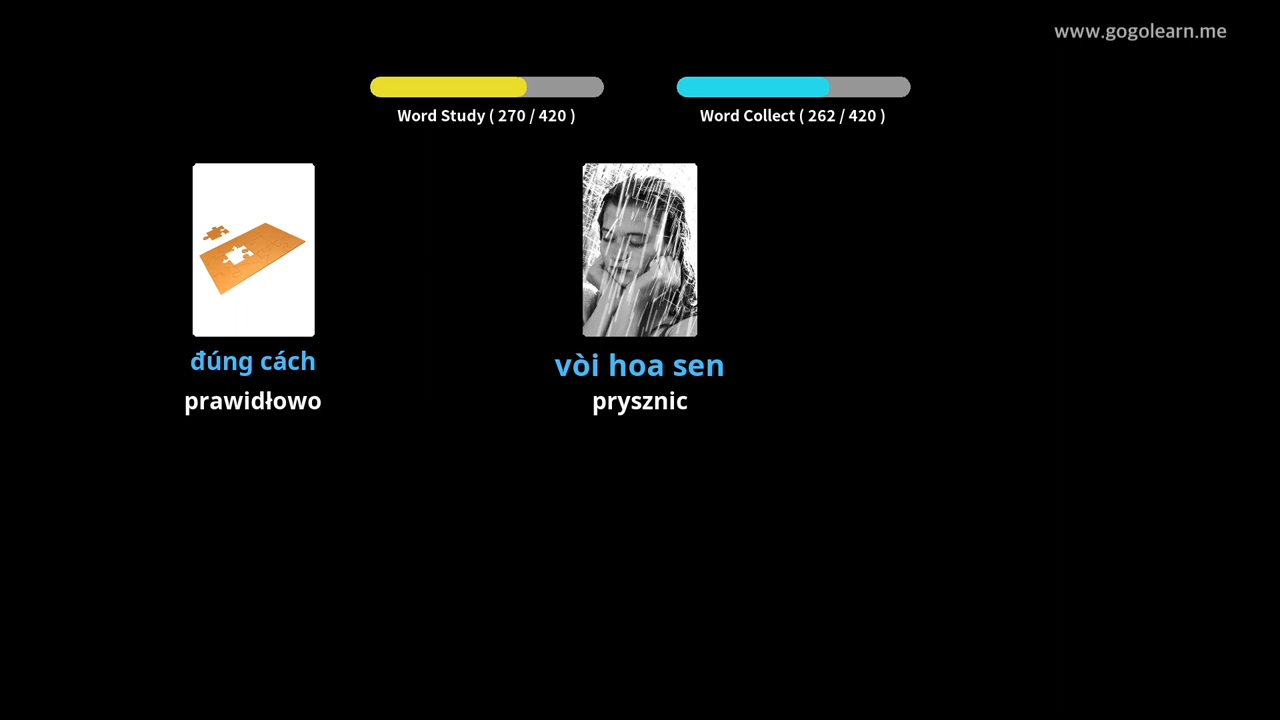 www.gogolearn.me
Word Study ( 270 / 420 )
Word Collect ( 262 / 420 )
đúng cách
prawidłowo
vòi hoa sen
prysznic